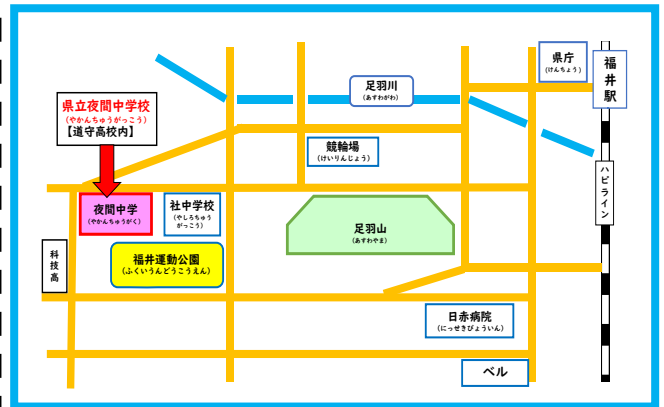 県庁
(けんちょう)
福井駅
足羽川
(あすわがわ)
県立夜間中学校
(やかんちゅうがっこう)
【道守高校内】
競輪場
(けいりんじょう)
ハピライン
夜間中学
(やかんちゅうがく)
社中学校
(やしろちゅう
がっこう)
足羽山
(あすわやま)
科技高
福井運動公園
(ふくいうんどうこうえん)
日赤病院
(にっせきびょういん)
ベル